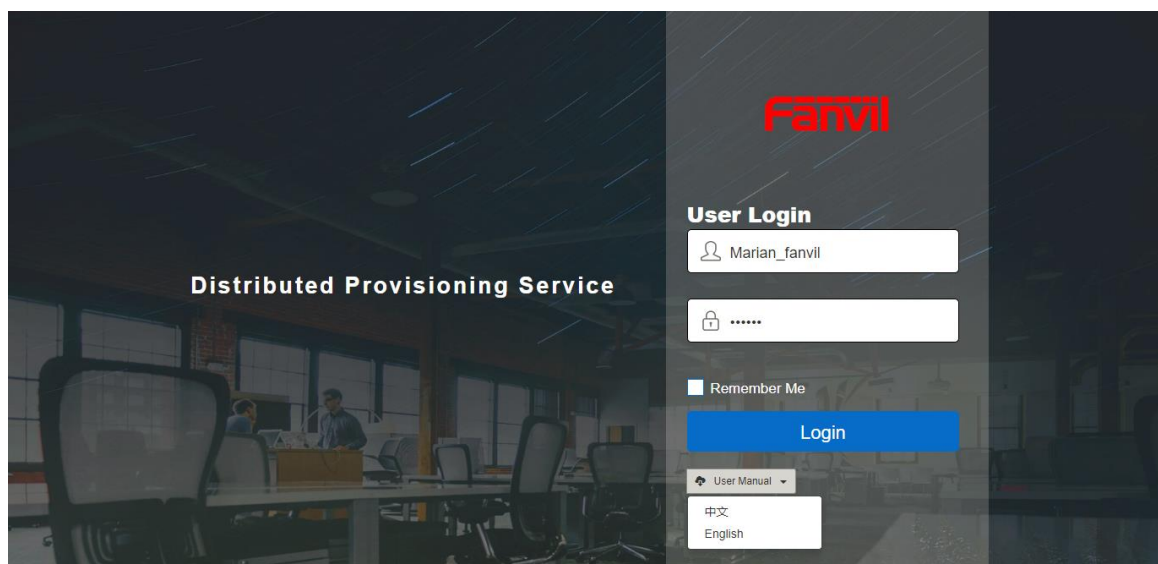 Fanvil
User Login
Marian_fanvil
Distributed Provisioning Service
••••••
Remember Me
Login
User Manual
中文
English